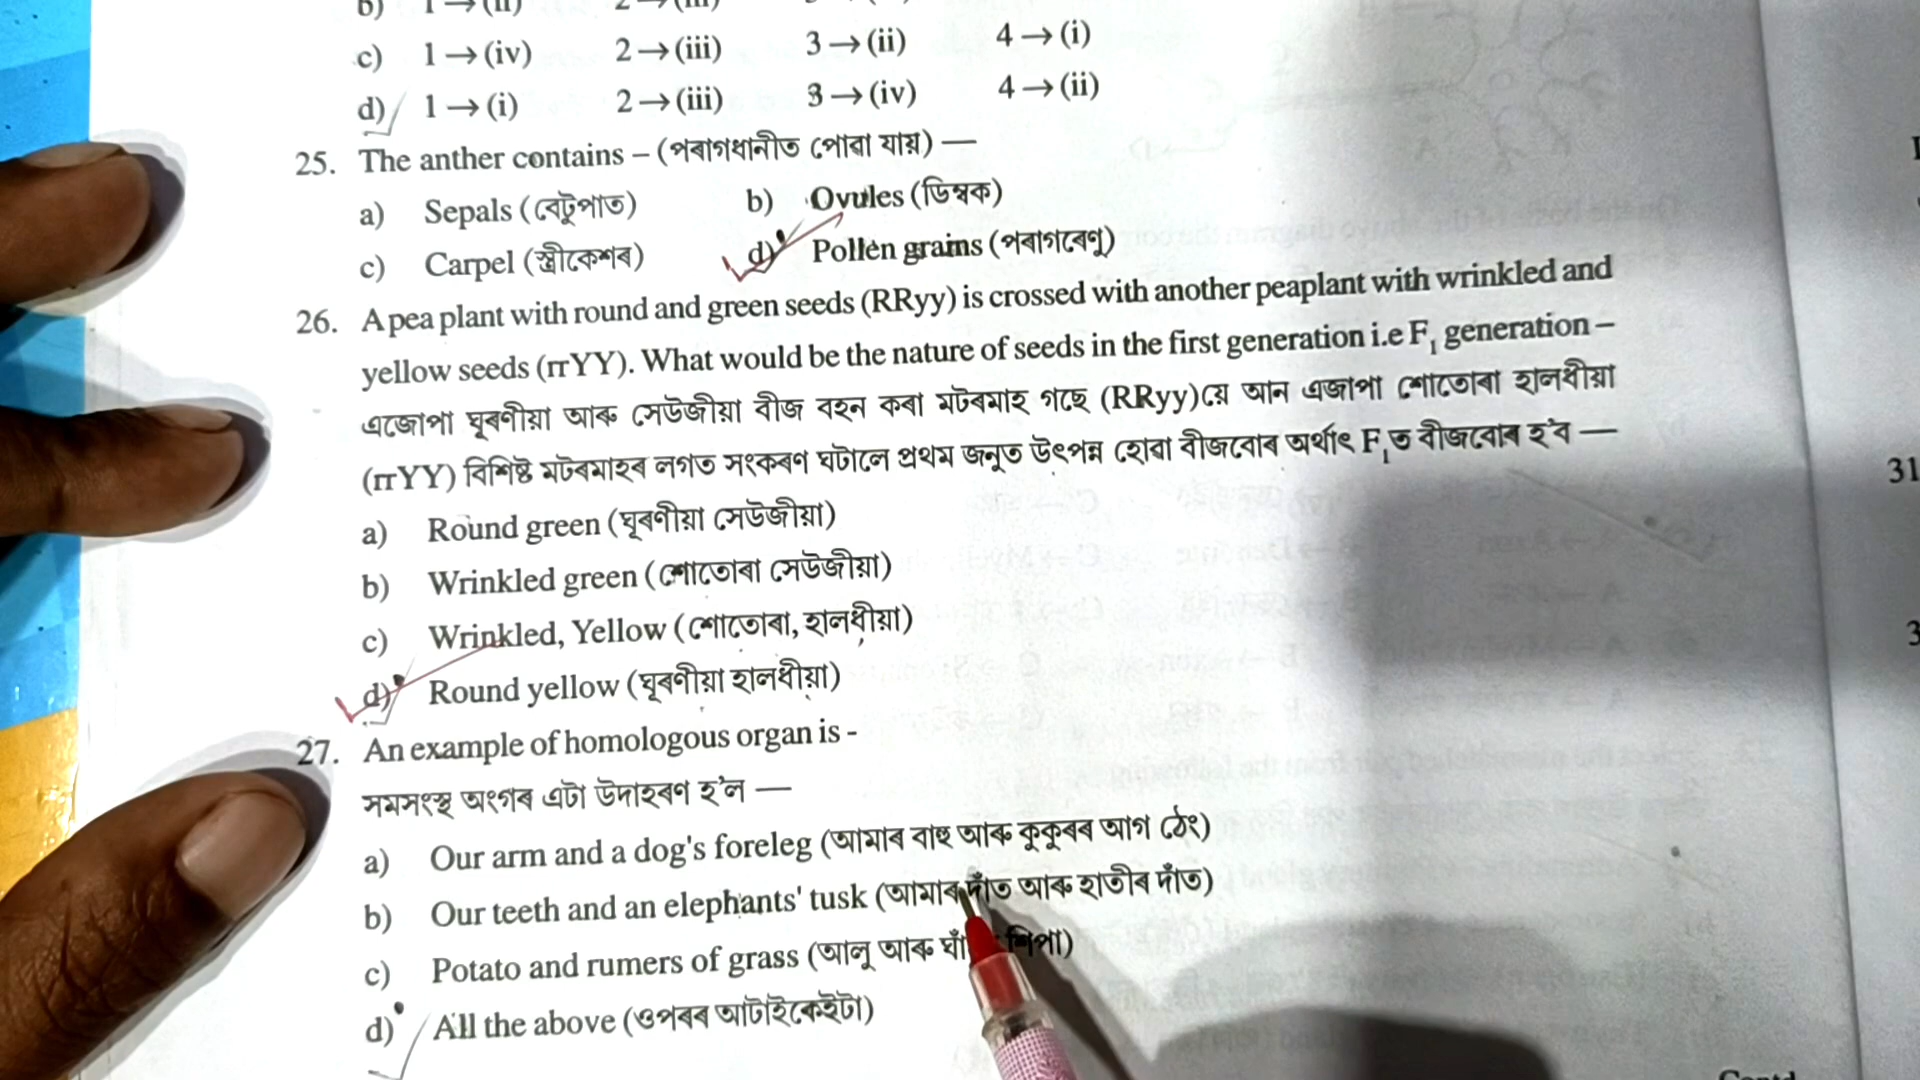 b) 1→(ii) 2→(iii)
c) 1→(iv) 2→(iii) 3→(ii) 4→(i)
d) 1→(i) 2→(iii) 3→(iv) 4→(ii)
25. The anther contains – (পৰাগধানীত পোৱা যায়) —
a) Sepals (বেটুপাত) b) Ovules (ডিম্বক)
c) Carpel (স্ত্ৰীকেশৰ) d) Pollen grains (পৰাগৰেণু)
26. A pea plant with round and green seeds (RRyy) is crossed with another peaplant with wrinkled and
yellow seeds (rrYY). What would be the nature of seeds in the first generation i.e F₁ generation –
এজোপা ঘূৰণীয়া আৰু সেউজীয়া বীজ বহন কৰা মটৰমাহ গছে (RRyy)য়ে আন এজাপা শোতোৰা হালধীয়া
(rrYY) বিশিষ্ট মটৰমাহৰ লগত সংকৰণ ঘটালে প্ৰথম জনুত উৎপন্ন হোৱা বীজবোৰ অৰ্থাৎ F₁ত বীজবোৰ হ'ব —
a) Round green (ঘূৰণীয়া সেউজীয়া)
b) Wrinkled green (শোতোৰা সেউজীয়া)
c) Wrinkled, Yellow (শোতোৰা, হালধীয়া)
d) Round yellow (ঘূৰণীয়া হালধীয়া)
27. An example of homologous organ is -
সমসংস্থ অংগৰ এটা উদাহৰণ হ'ল —
a) Our arm and a dog's foreleg (আমাৰ বাহু আৰু কুকুৰৰ আগ ঠেং)
b) Our teeth and an elephants' tusk (আমাৰ দাঁত আৰু হাতীৰ দাঁত)
c) Potato and rumers of grass (আলু আৰু শিপা)
d) All the above (ওপৰৰ আটাইকেইটা)
31